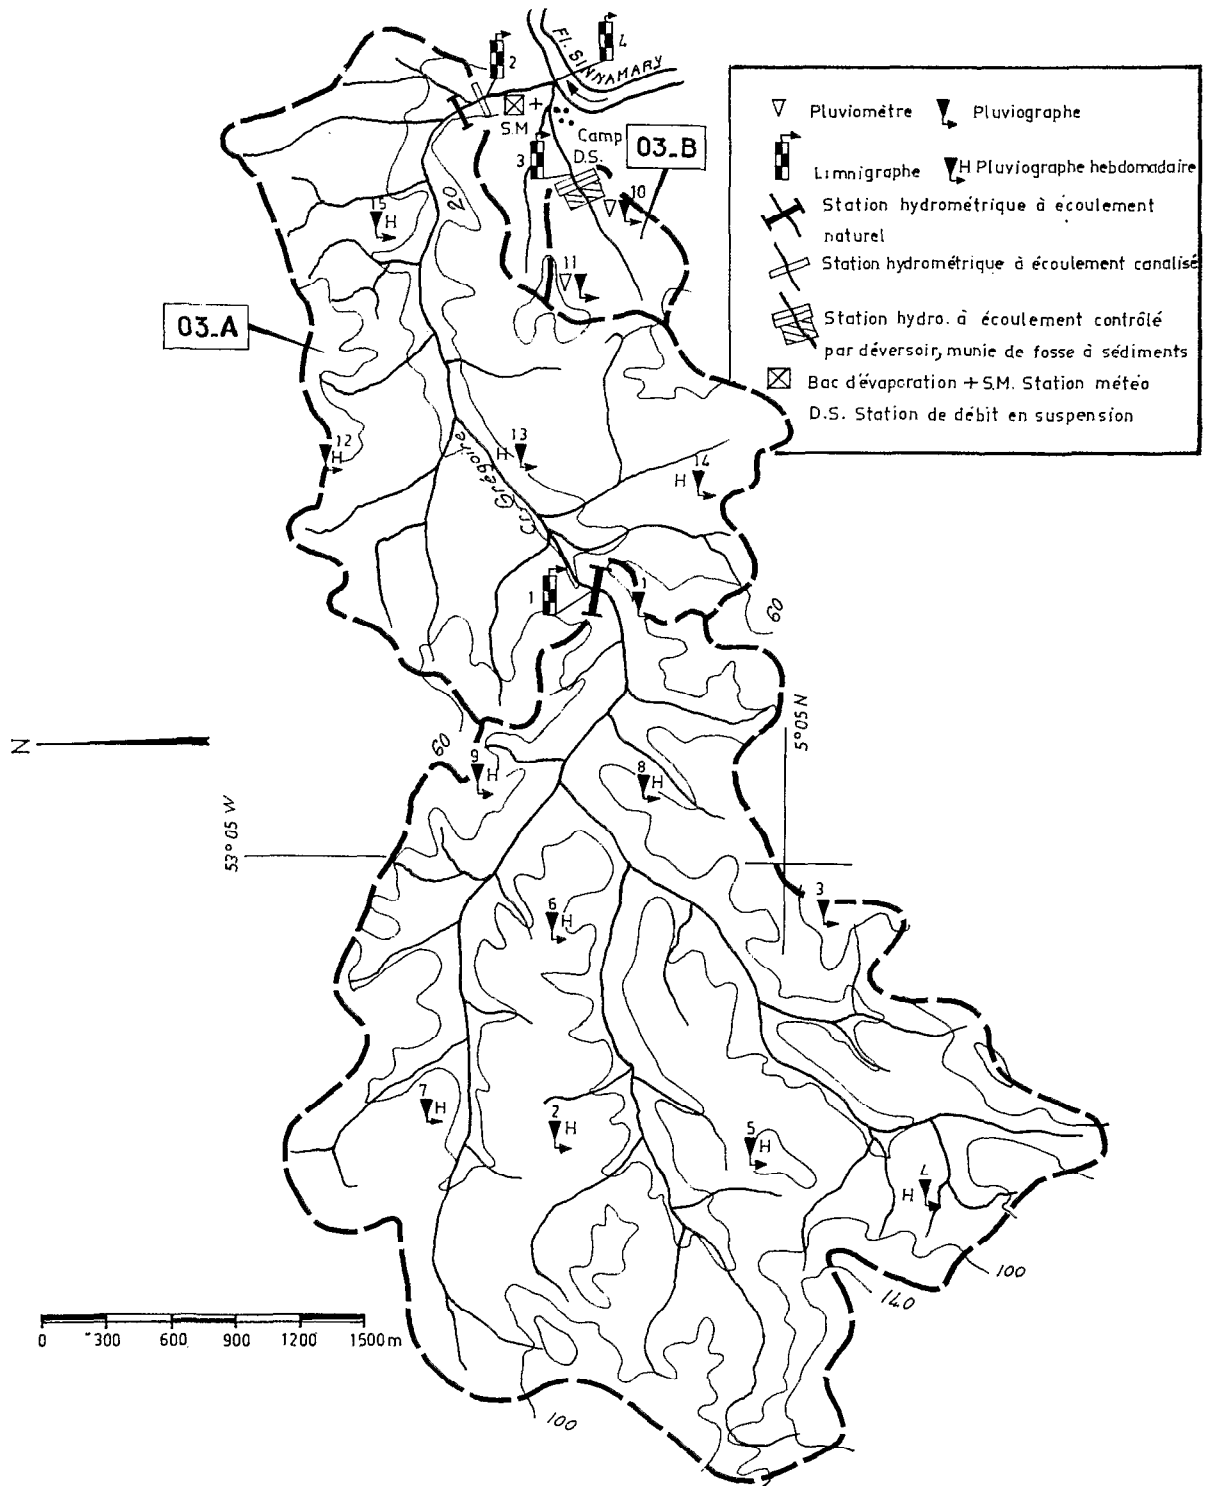 2
4
Fl. SINNAMARY
S.M
Camp
D.S.
3
03_B
10
11
15
H
20
03_A
12
H
13
H
14
H
Cr. Grégoire
1
1
60
60
N
5° 05 N
53° 05 W
9
H
8
H
3
6
H
7
H
2
H
5
H
H
100
140
100
0 300 600 900 1200 1500 m
Pluviomètre
Pluviographe
Limnigraphe
H Pluviographe hebdomadaire
Station hydrométrique à écoulement
naturel
Station hydrométrique à écoulement canalisé
Station hydro. à écoulement contrôlé
par déversoir, munie de fosse à sédiments
Bac d'évaporation + S.M. Station météo
D.S. Station de débit en suspension